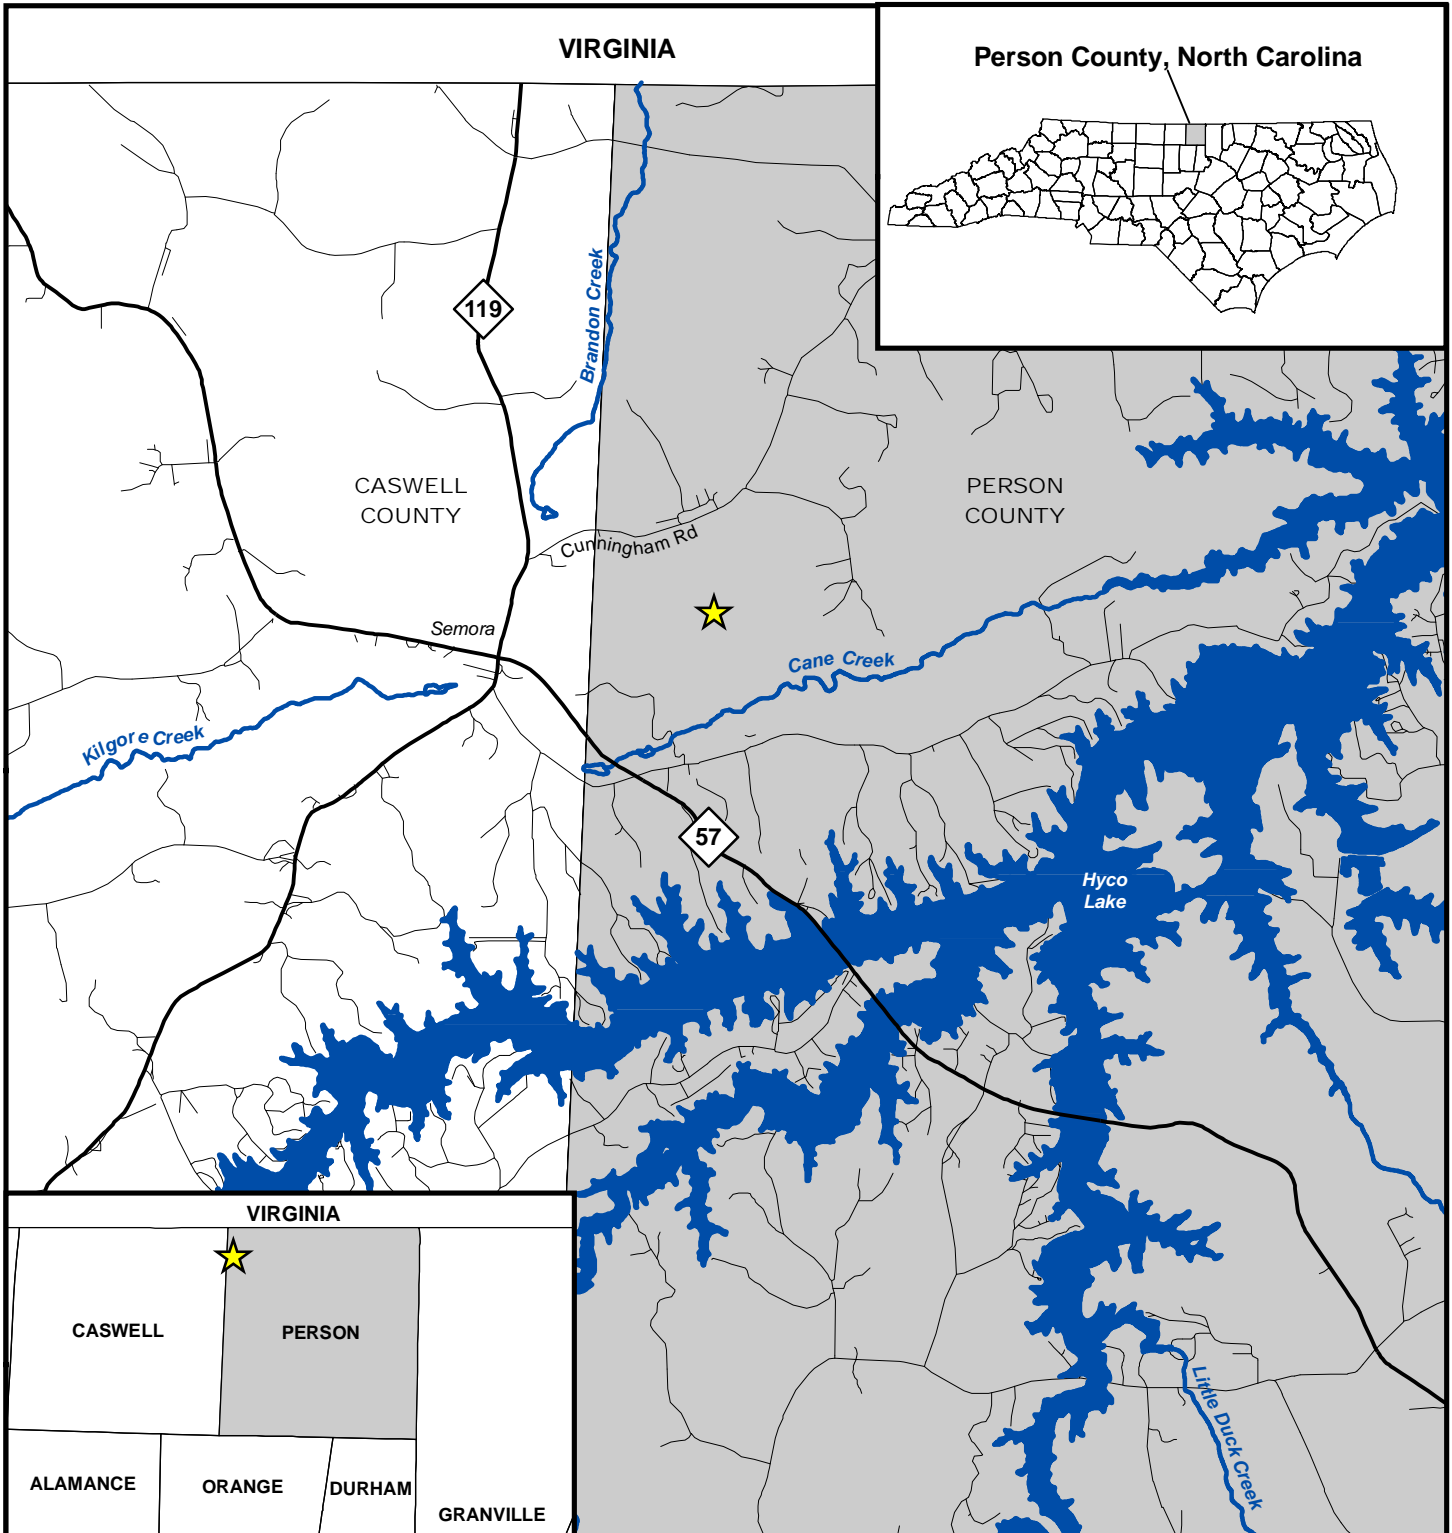 VIRGINIA
Person County, North Carolina
119
Brandon Creek
CASWELL
COUNTY
PERSON
COUNTY
Cunningham Rd
Semora
Cane Creek
Kilgore Creek
57
Hyco
Lake
VIRGINIA
CASWELL
PERSON
ALAMANCE
ORANGE
DURHAM
GRANVILLE
Little Duck Creek